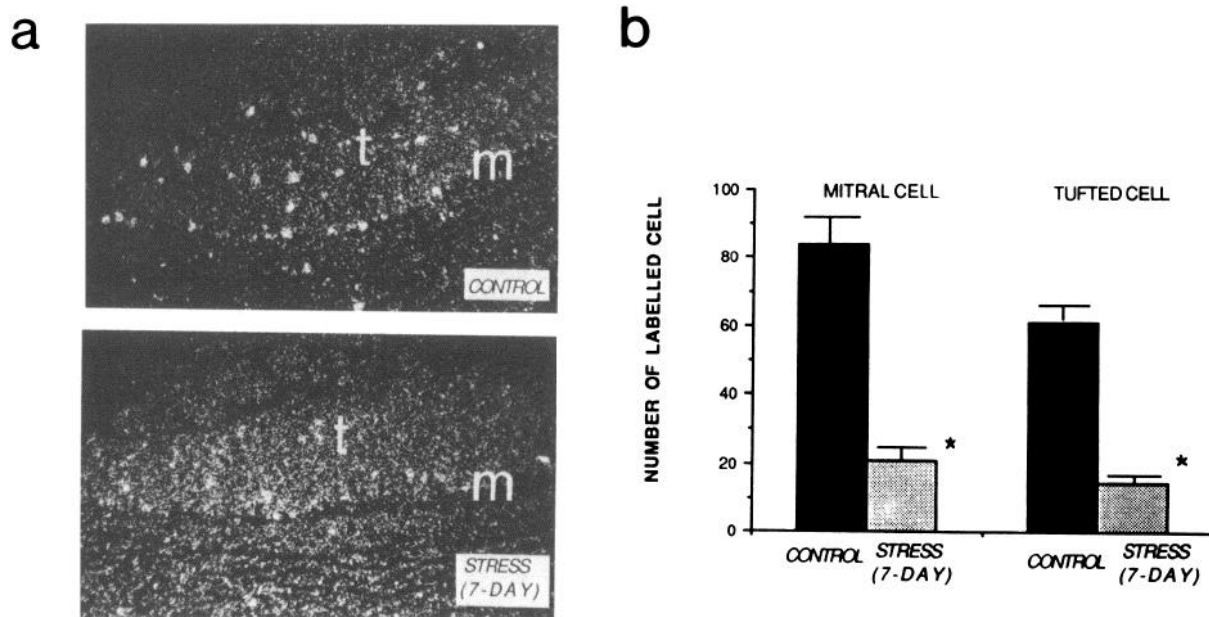 a
t
m
CONTROL
t
m
STRESS
(7-DAY)
b
NUMBER OF LABELLED CELL
100
80
60
40
20
0
MITRAL CELL
TUFTED CELL
*
*
CONTROL
STRESS
(7-DAY)
CONTROL
STRESS
(7-DAY)